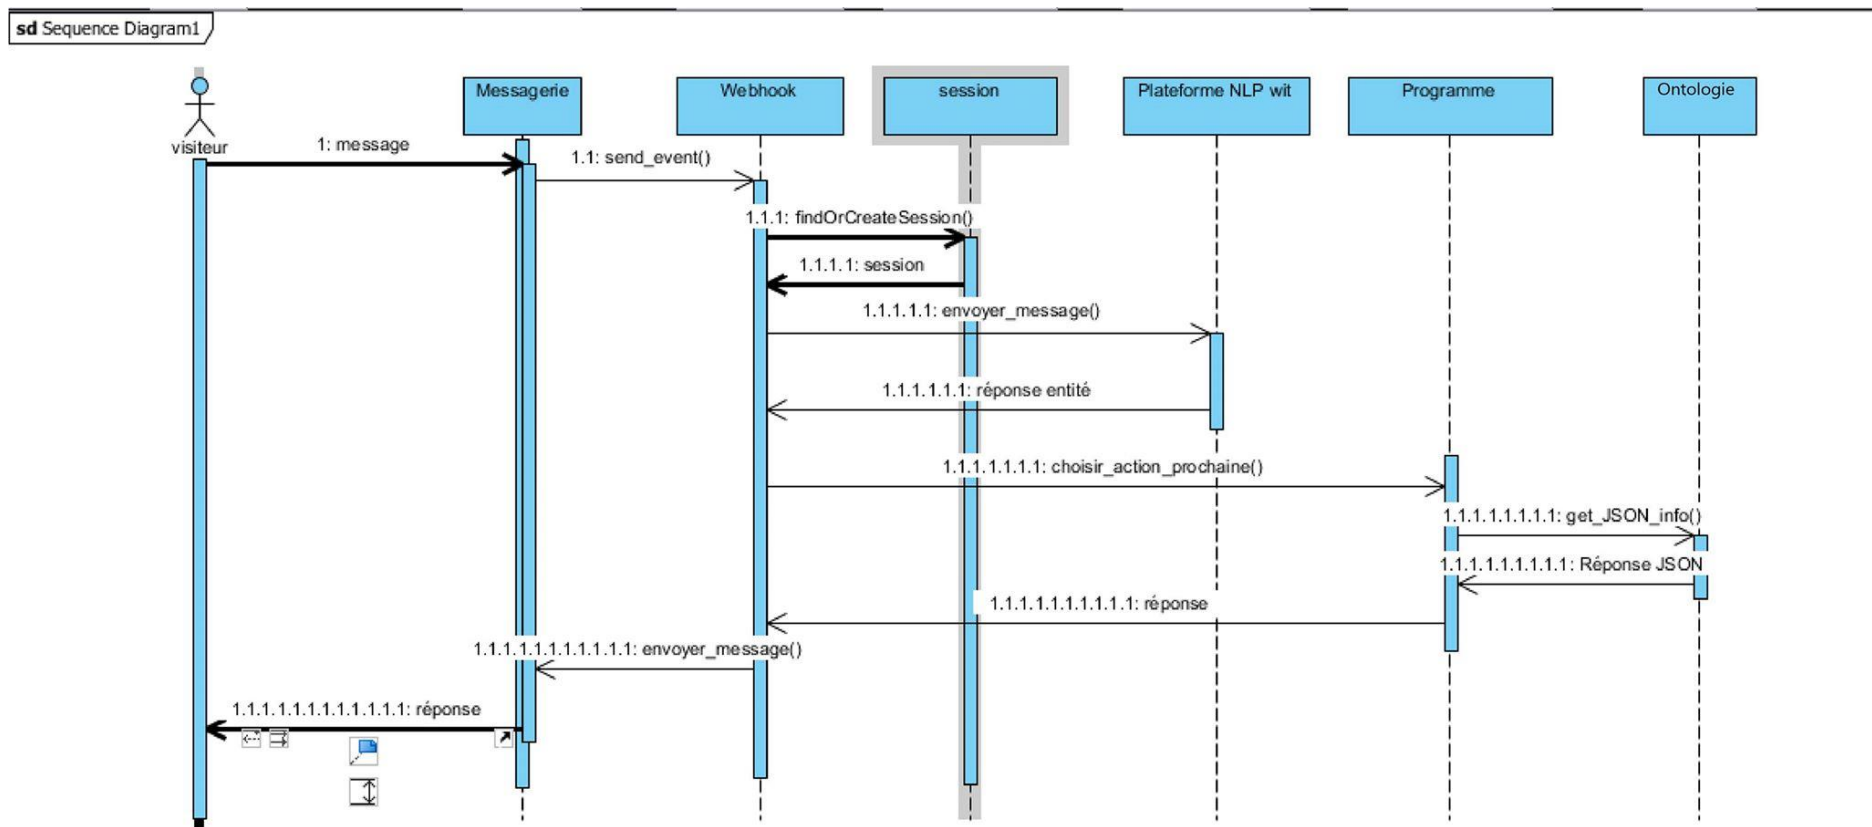 sd Sequence Diagram1
visiteur
Messagerie
Webhook
session
Plateforme NLP wit
Programme
Ontologie
1: message
1.1: send_event()
1.1.1: findOrCreateSession()
1.1.1.1: session
1.1.1.1.1: envoyer_message()
1.1.1.1.1.1: réponse entité
1.1.1.1.1.1.1: choisir_action_prochaine()
1.1.1.1.1.1.1.1: get_JSON_info()
1.1.1.1.1.1.1.1.1: Réponse JSON
1.1.1.1.1.1.1.1.1.1: réponse
1.1.1.1.1.1.1.1.1.1.1: envoyer_message()
1.1.1.1.1.1.1.1.1.1.1.1: réponse